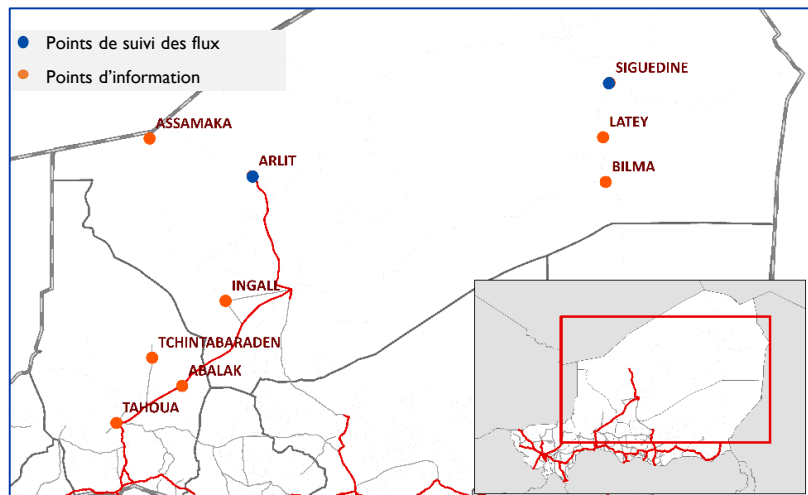 Points de suivi des flux
Points d'information
SIGUEDINE
ASSAMAKA
LATEY
ARLIT
BILMA
INGALL
TCHINTABARADEN
ABALAK
TAHOUA